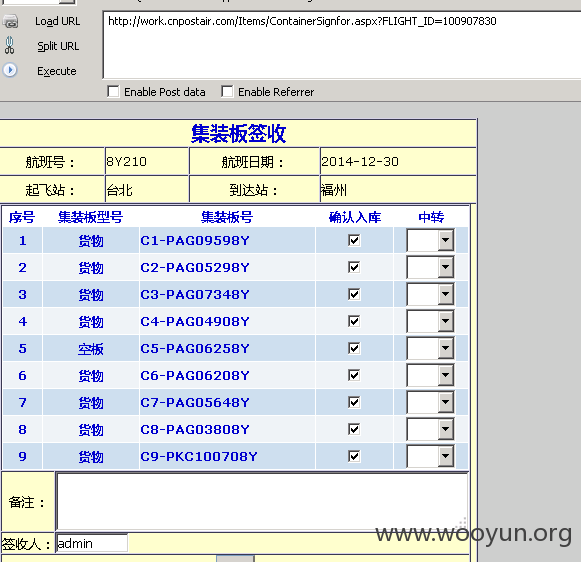 Load URL
http://work.cnpostair.com/Items/ContainerSignfor.aspx?FLIGHT_ID=100907830
Split URL
Execute
Enable Post data Enable Referrer
集装板签收
航班号： 8Y210 航班日期： 2014-12-30
起飞站： 台北 到达站： 福州
序号 集装板型号 集装板号 确认入库 中转
1 货物 C1-PAG09598Y
2 货物 C2-PAG05298Y
3 货物 C3-PAG07348Y
4 货物 C4-PAG04908Y
5 空板 C5-PAG06258Y
6 货物 C6-PAG06208Y
7 货物 C7-PAG05648Y
8 货物 C8-PAG03808Y
9 货物 C9-PKC100708Y
备注：
www.wooyun.org
签收人： admin